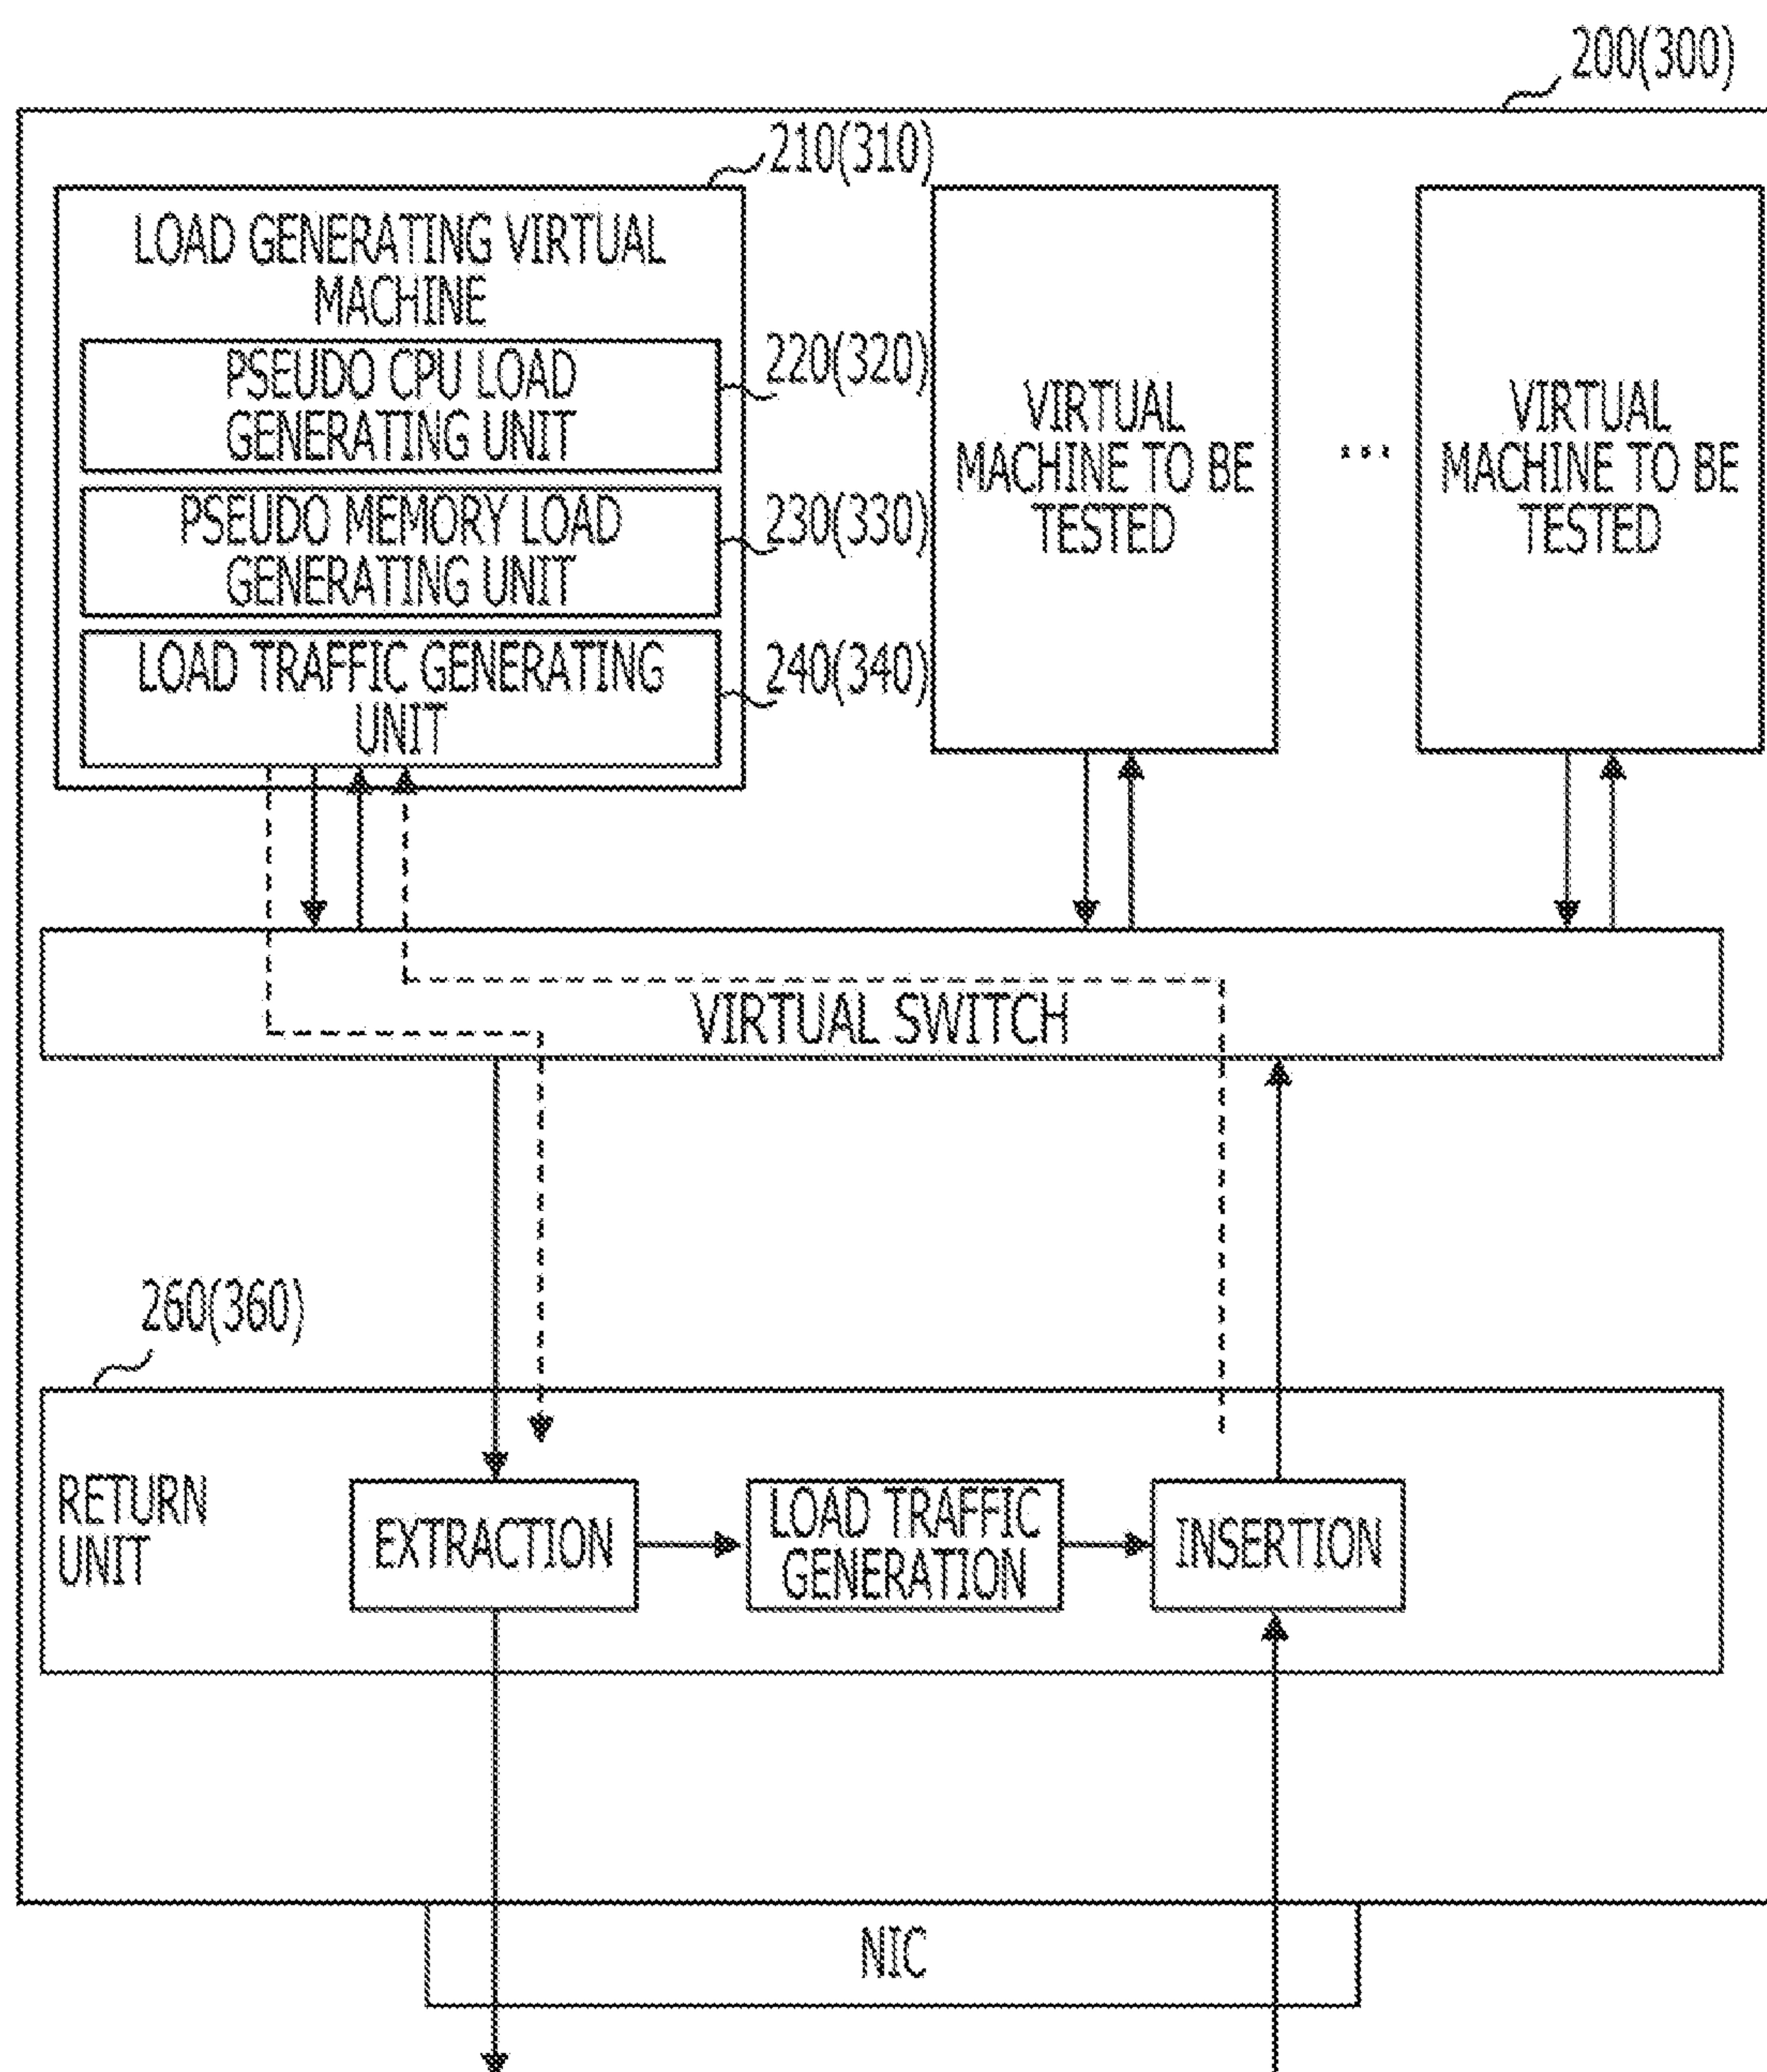 200(300)
210(310)
LOAD GENERATING VIRTUAL
MACHINE
PSEUDO CPU LOAD
GENERATING UNIT
220(320)
PSEUDO MEMORY LOAD
GENERATING UNIT
230(330)
LOAD TRAFFIC GENERATING
UNIT
240(340)
VIRTUAL
MACHINE TO BE
TESTED
...
VIRTUAL
MACHINE TO BE
TESTED
VIRTUAL SWITCH
260(360)
RETURN
UNIT
EXTRACTION
LOAD TRAFFIC
GENERATION
INSERTION
NIC